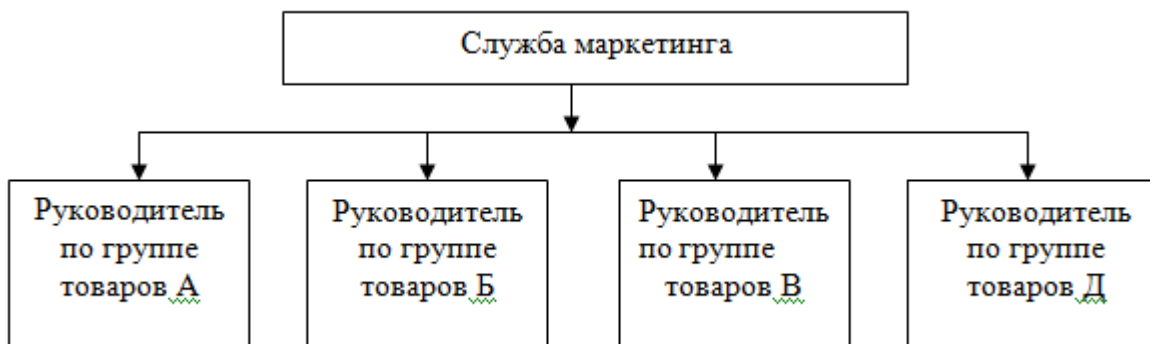 Служба маркетинга
Руководитель
по группе
товаров А
Руководитель
по группе
товаров Б
Руководитель
по группе
товаров В
Руководитель
по группе
товаров Д